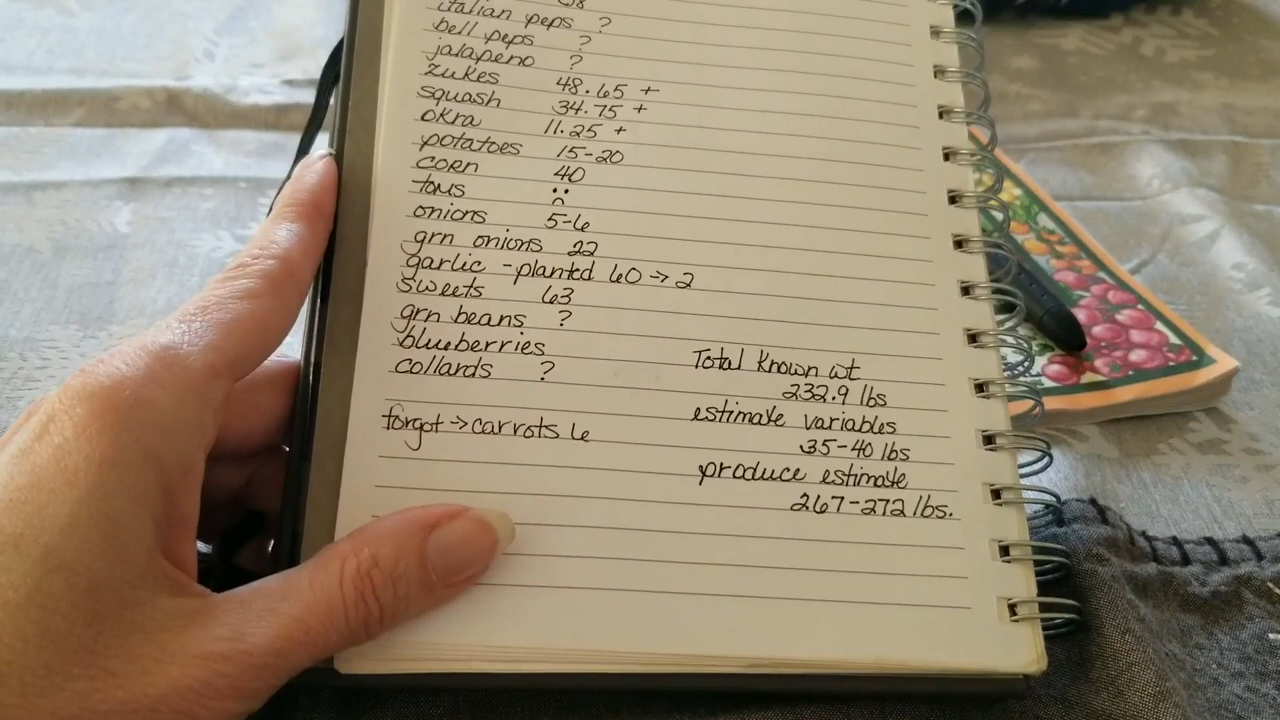 italian peps ?
bell peps ?
jalapeno ?
zukes 48.65 +
squash 34.75 +
okra 11.25 +
potatoes 15-20
corn 40
toms :(
onions 5-6
grn onions 22
garlic - planted 60 → 2
sweets 63
grn beans ?
blueberries
collards ?
forgot → carrots 6
Total Known wt
232.9 lbs
estimate variables
35-40 lbs
produce estimate
267-272 lbs.